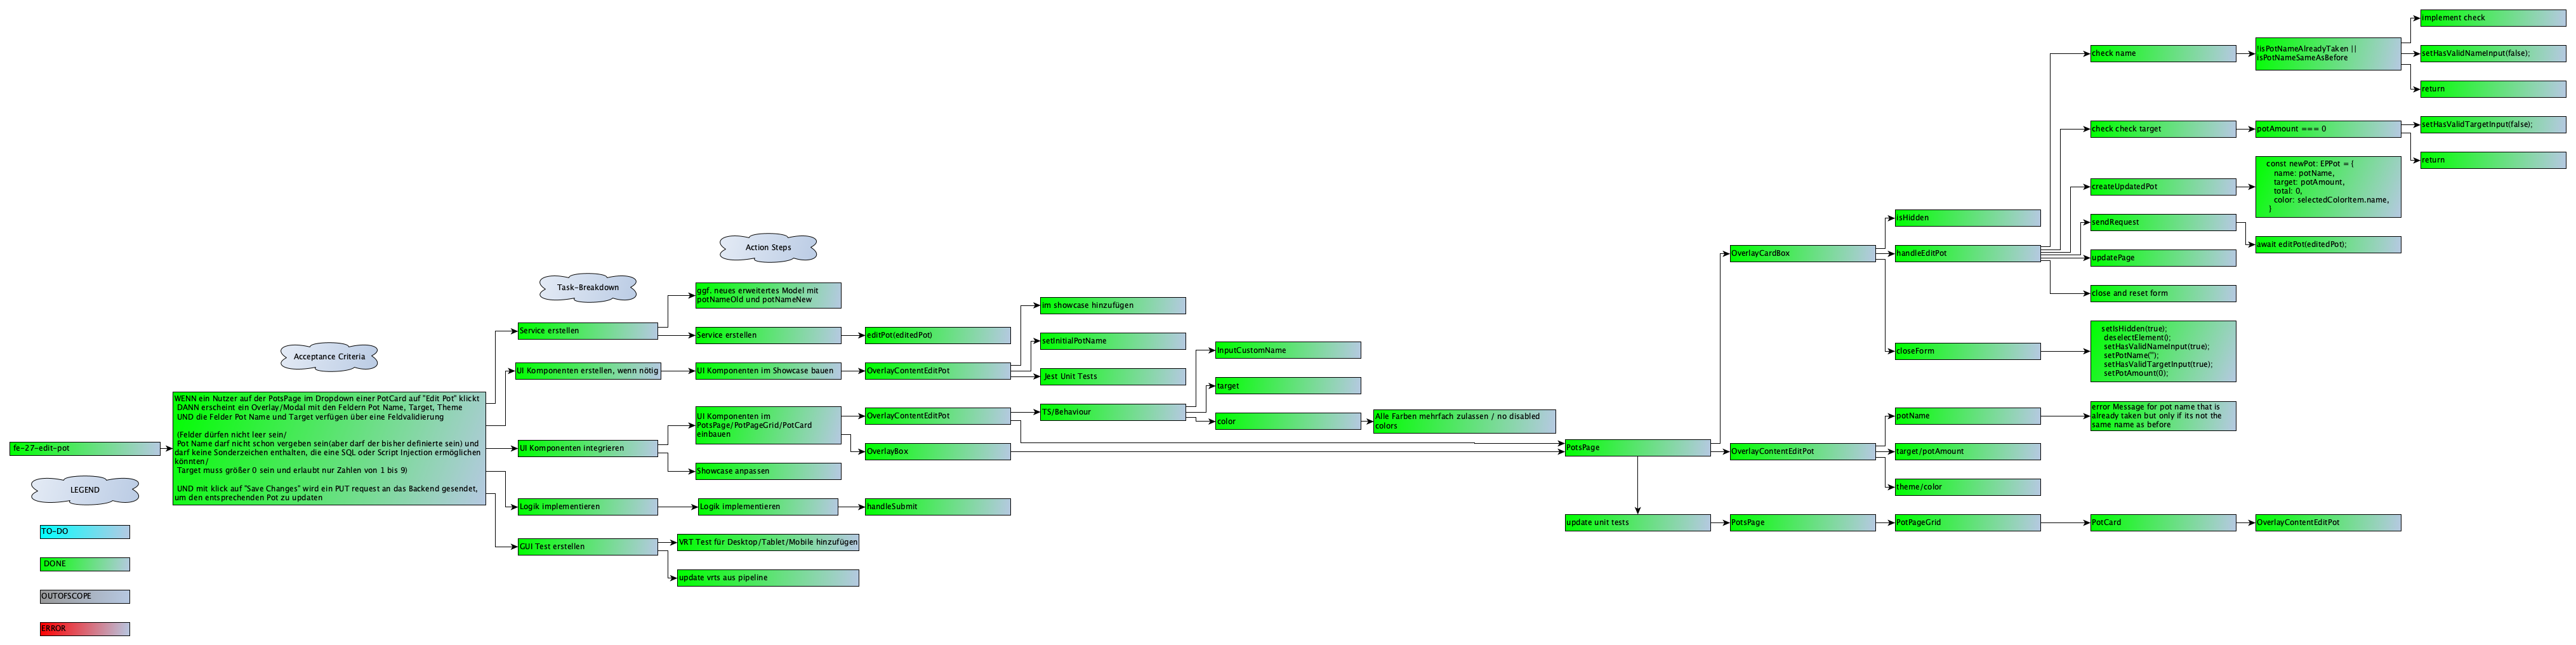 fe-27-edit-pot
LEGEND
TO-DO
DONE
OUTOFSCOPE
ERROR
Acceptance Criteria
WENN ein Nutzer auf der PotsPage im Dropdown einer PotCard auf "Edit Pot" klickt
DANN erscheint ein Overlay/Modal mit den Feldern Pot Name, Target, Theme
UND die Felder Pot Name und Target verfügen über eine Feldvalidierung
(Felder dürfen nicht leer sein/
Pot Name darf nicht schon vergeben sein(aber darf der bisher definierte sein) und
darf keine Sonderzeichen enthalten, die eine SQL oder Script Injection ermöglichen
könnten/
Target muss größer 0 sein und erlaubt nur Zahlen von 1 bis 9)
UND mit klick auf "Save Changes" wird ein PUT request an das Backend gesendet,
um den entsprechenden Pot zu updaten
Task-Breakdown
Service erstellen
UI Komponenten erstellen, wenn nötig
UI Komponenten integrieren
Logik implementieren
GUI Test erstellen
Action Steps
ggf. neues erweitertes Model mit
potNameOld und potNameNew
Service erstellen
UI Komponenten im Showcase bauen
UI Komponenten im
PotsPage/PotPageGrid/PotCard
einbauen
Showcase anpassen
Logik implementieren
VRT Test für Desktop/Tablet/Mobile hinzufügen
update vrts aus pipeline
editPot(editedPot)
OverlayContentEditPot
OverlayContentEditPot
OverlayBox
handleSubmit
im showcase hinzufügen
setInitialPotName
Jest Unit Tests
TS/Behaviour
InputCustomName
target
color
Alle Farben mehrfach zulassen / no disabled
colors
PotsPage
update unit tests
OverlayCardBox
OverlayContentEditPot
PotsPage
isHidden
handleEditPot
closeForm
potName
target/potAmount
theme/color
PotPageGrid
check name
check check target
createUpdatedPot
sendRequest
updatePage
close and reset form
setIsHidden(true);
deselectElement();
setHasValidNameInput(true);
setPotName('');
setHasValidTargetInput(true);
setPotAmount(0);
error Message for pot name that is
already taken but only if its not the
same name as before
PotCard
!isPotNameAlreadyTaken ||
isPotNameSameAsBefore
potAmount === 0
const newPot: EPPot = {
name: potName,
target: potAmount,
total: 0,
color: selectedColorItem.name,
}
await editPot(editedPot);
OverlayContentEditPot
implement check
setHasValidNameInput(false);
return
setHasValidTargetInput(false);
return